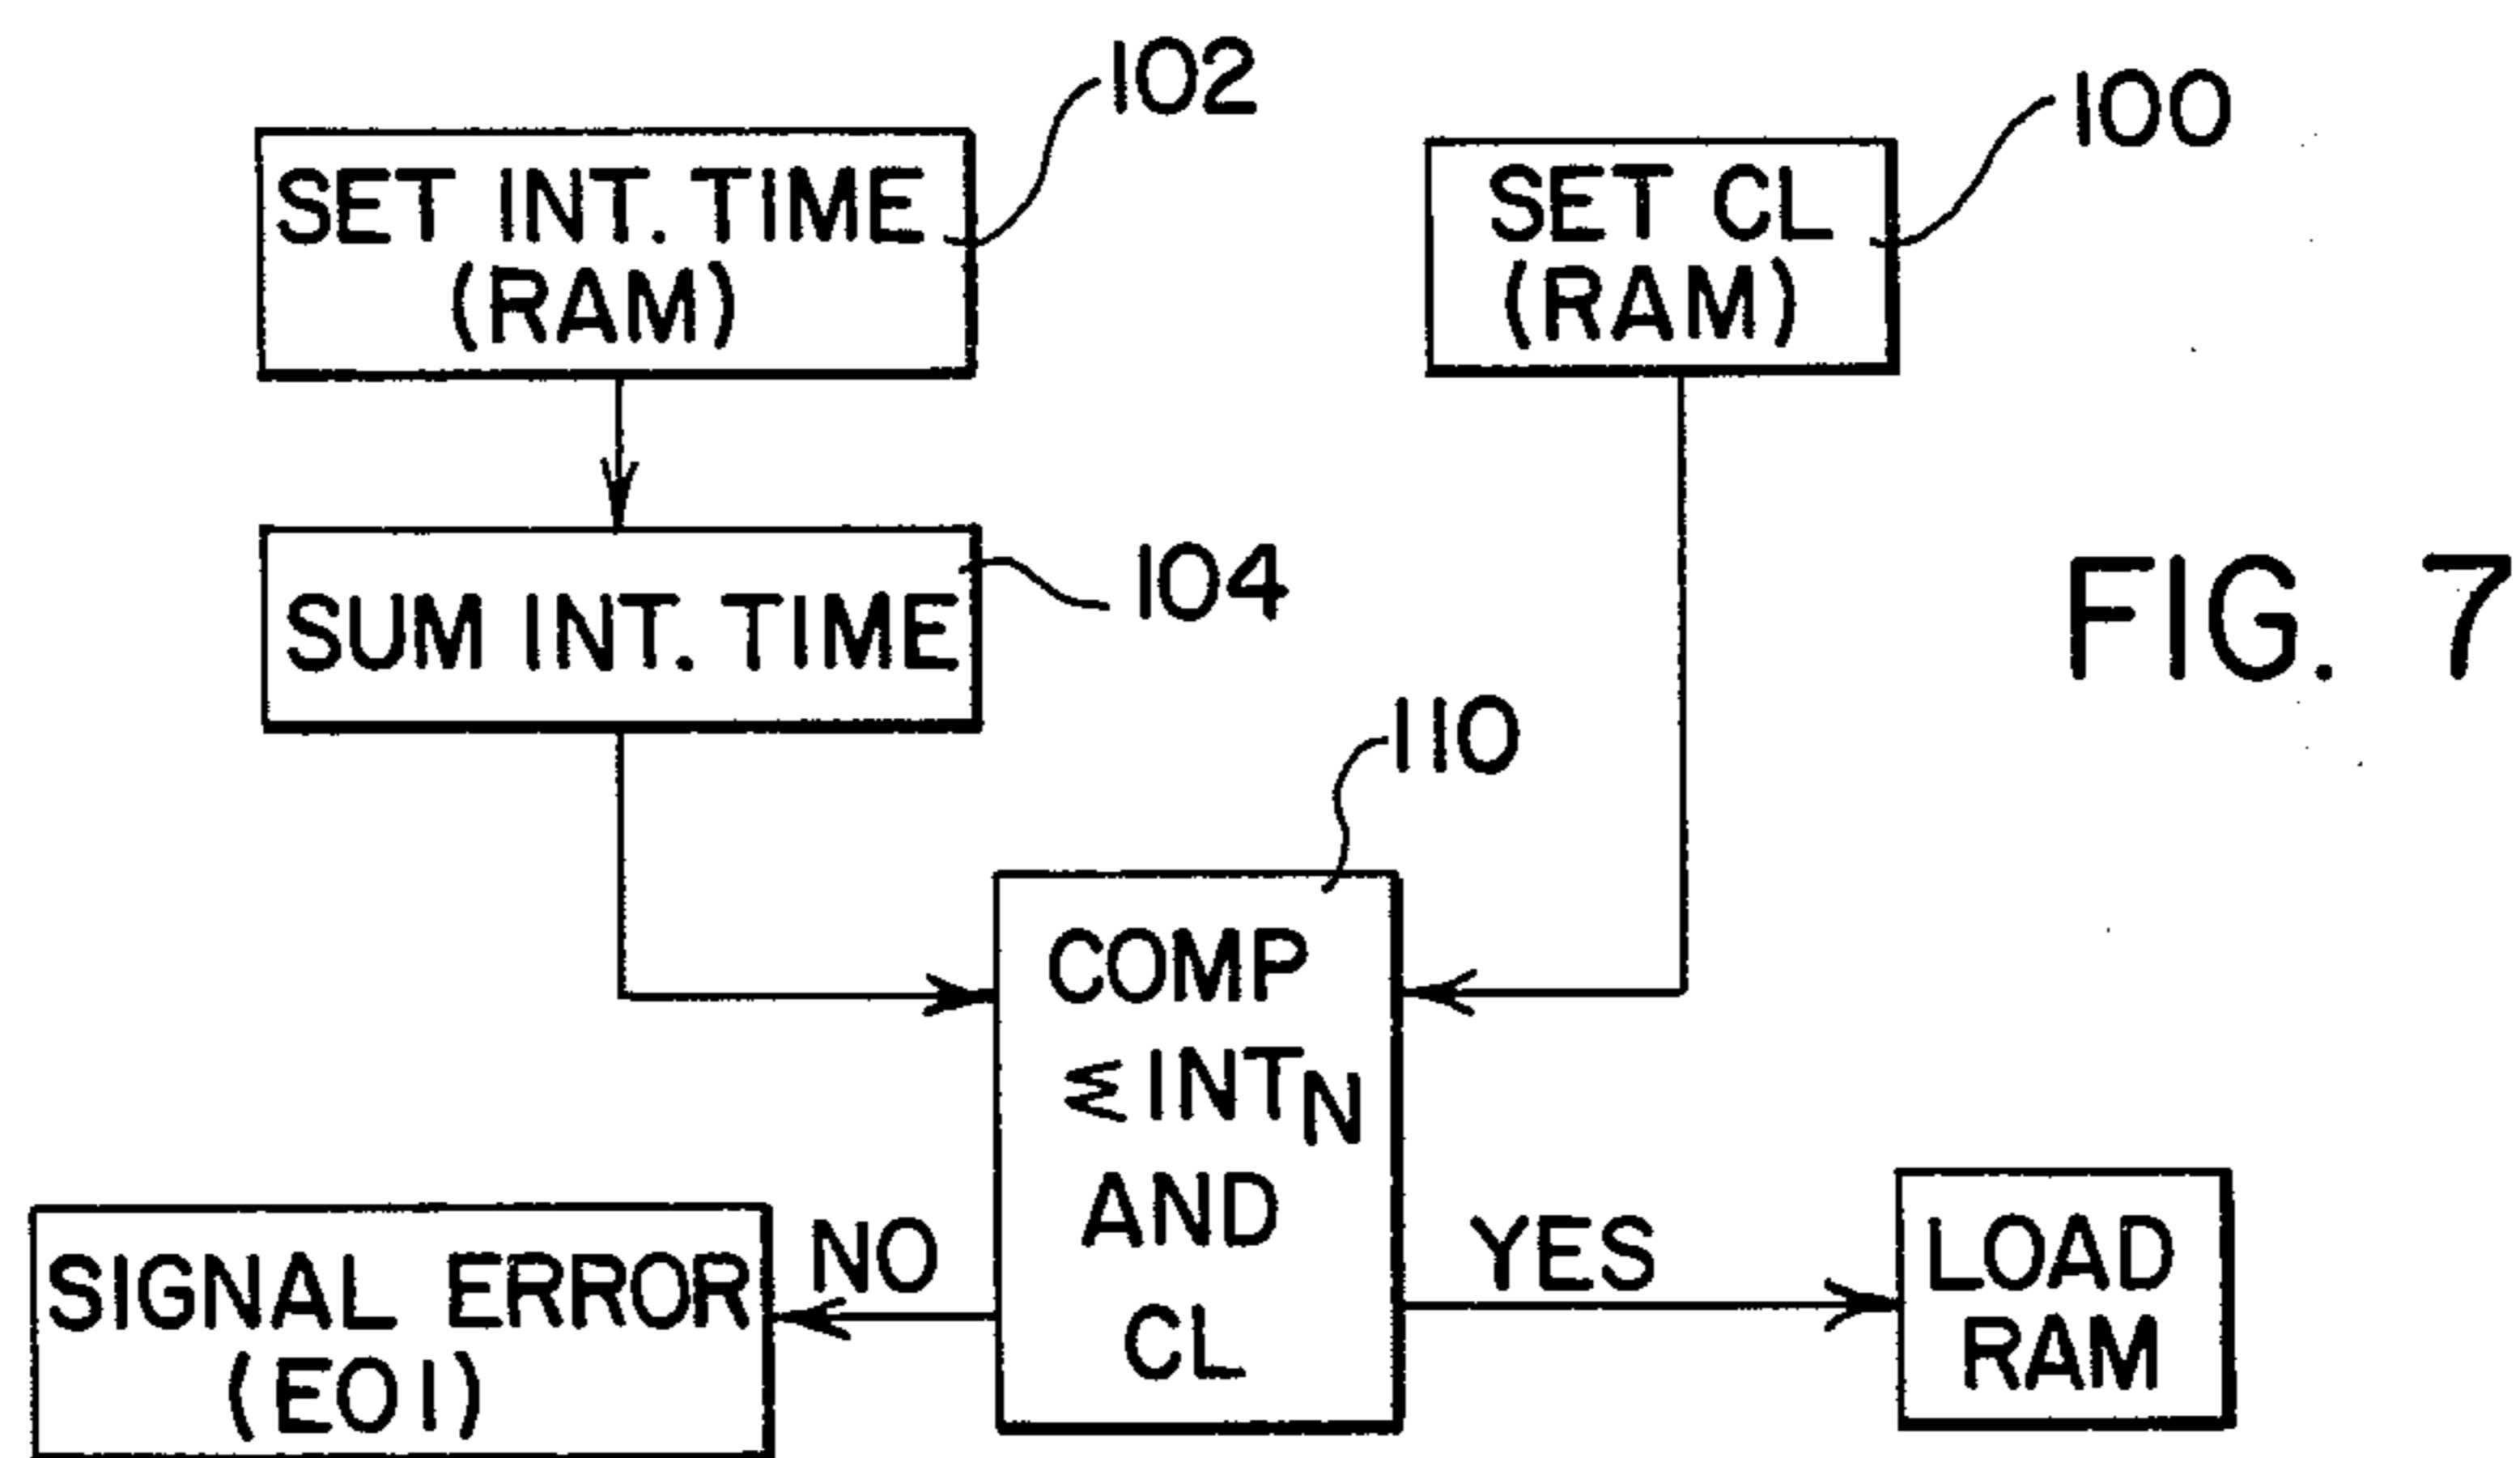 102
SET INT. TIME
(RAM)
100
SET CL
(RAM)
SUM INT. TIME
104
FIG. 7
110
COMP
ΣINTN
AND
CL
SIGNAL ERROR
(E01)
NO
YES
LOAD
RAM